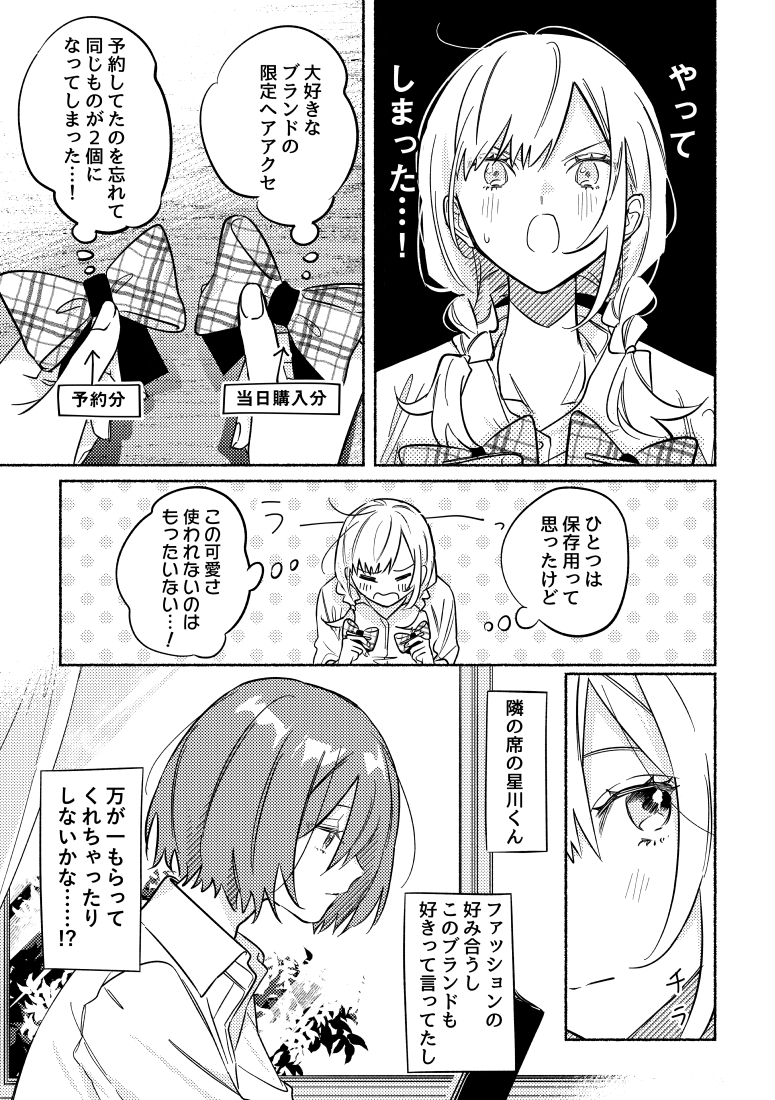 やって
しまった…！
大好きな
ブランドの
限定ヘアアクセ
予約してたのを忘れて
同じものが２個に
なってしまった…！
当日購入分
予約分
ひとつは
保存用って
思ったけど
この可愛さ
使われないのは
もったいない…！
チラ
隣の席の星川くん
ファッションの
好み合うし
このブランドも
好きって言ってたし
万が一もらって
くれちゃったり
しないかな……!?